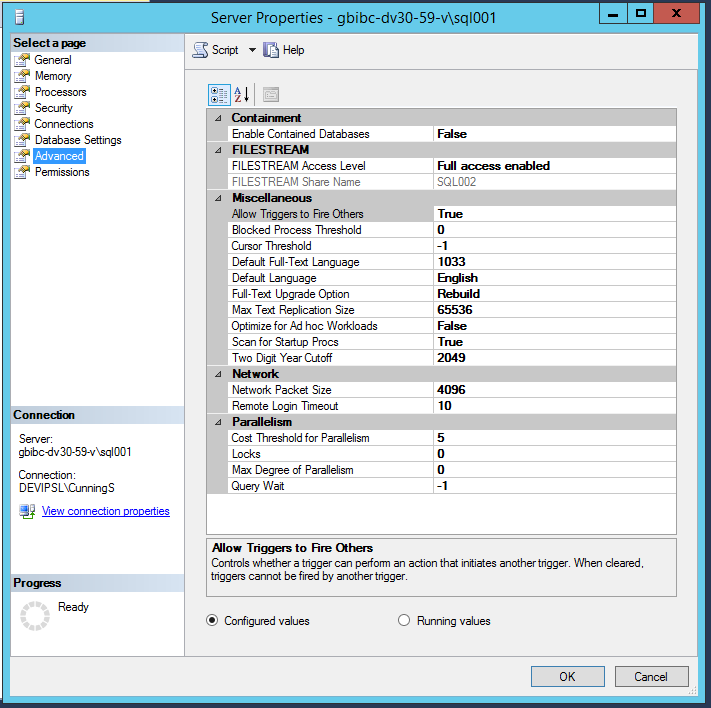 Server Properties - gbibc-dv30-59-v\sql001
Select a page
General
Memory
Processors
Security
Connections
Database Settings
Advanced
Permissions
Connection
Server:
gbibc-dv30-59-v\sql001
Connection:
DEVIPSL\CunningS
View connection properties
Progress
Ready
Script Help
Containment
Enable Contained Databases False
FILESTREAM
FILESTREAM Access Level Full access enabled
FILESTREAM Share Name SQL002
Miscellaneous
Allow Triggers to Fire Others True
Blocked Process Threshold 0
Cursor Threshold -1
Default Full-Text Language 1033
Default Language English
Full-Text Upgrade Option Rebuild
Max Text Replication Size 65536
Optimize for Ad hoc Workloads False
Scan for Startup Procs True
Two Digit Year Cutoff 2049
Network
Network Packet Size 4096
Remote Login Timeout 10
Parallelism
Cost Threshold for Parallelism 5
Locks 0
Max Degree of Parallelism 0
Query Wait -1
Allow Triggers to Fire Others
Controls whether a trigger can perform an action that initiates another trigger. When cleared,
triggers cannot be fired by another trigger.
Configured values Running values
OK Cancel